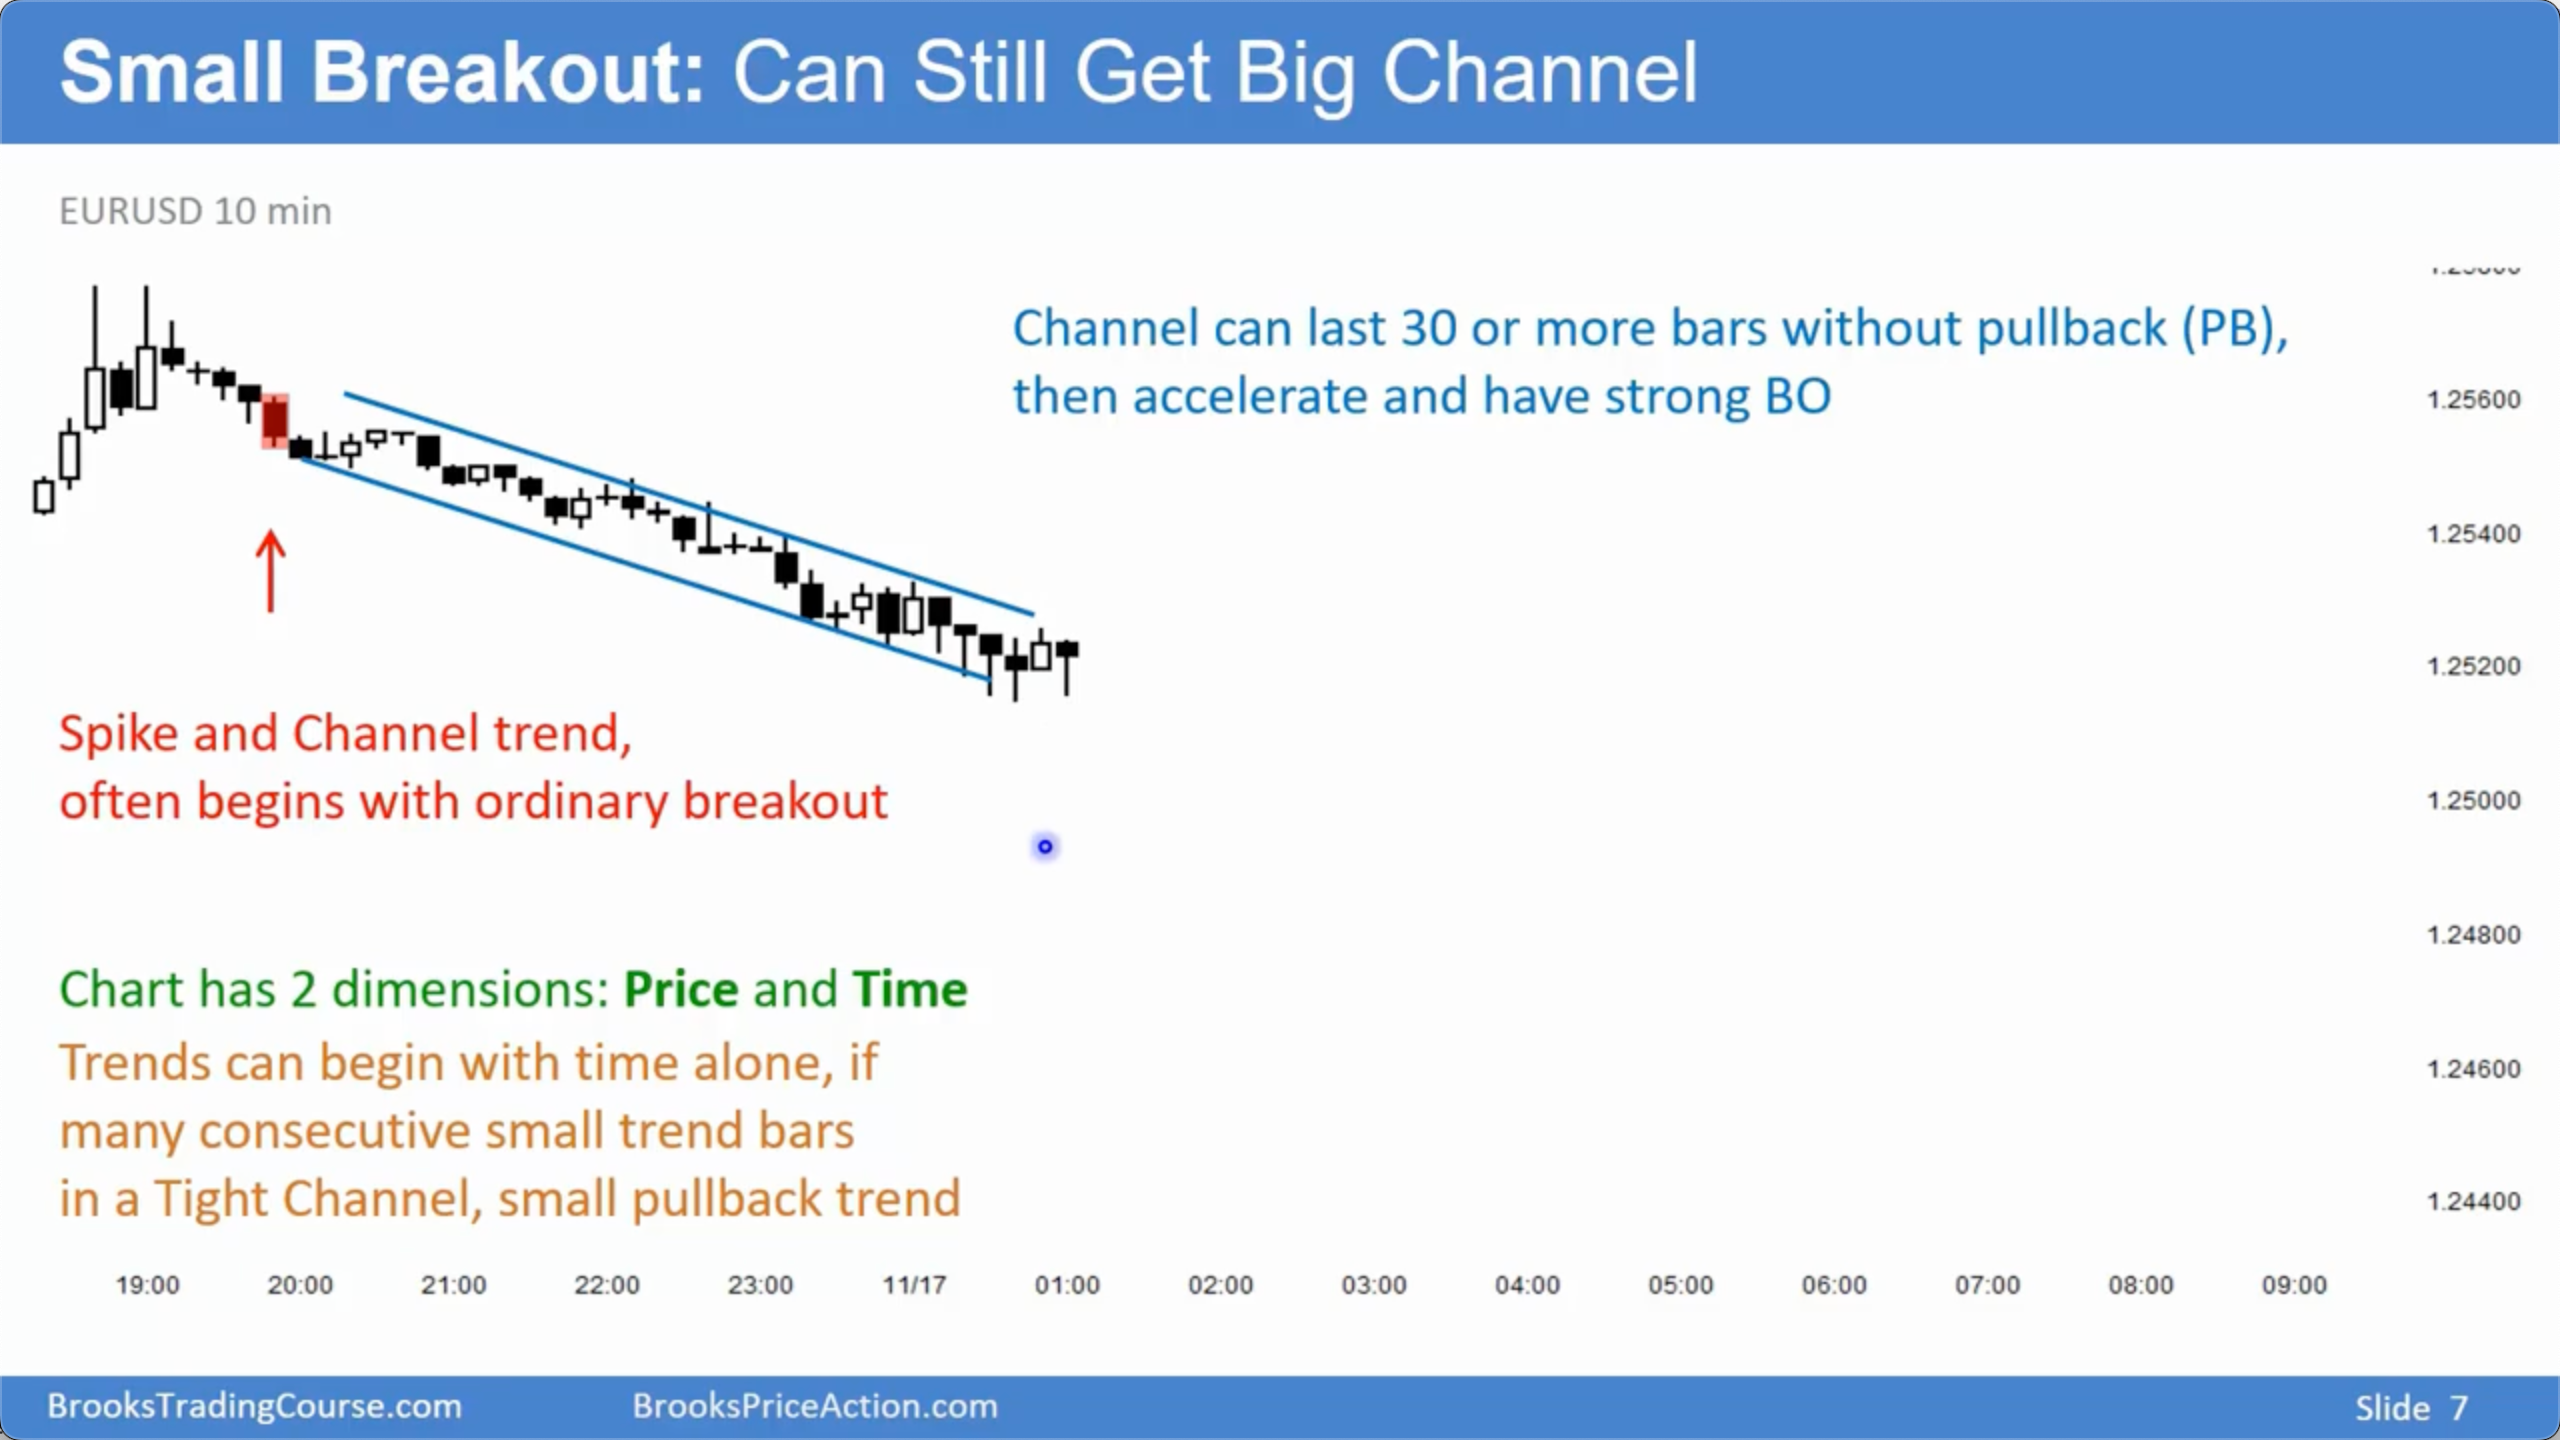 Small Breakout: Can Still Get Big Channel
EURUSD 10 min
Channel can last 30 or more bars without pullback (PB),
then accelerate and have strong BO
1.25600
1.25400
1.25200
1.25000
1.24800
1.24600
1.24400
Spike and Channel trend,
often begins with ordinary breakout
Chart has 2 dimensions: Price and Time
Trends can begin with time alone, if
many consecutive small trend bars
in a Tight Channel, small pullback trend
19:00 20:00 21:00 22:00 23:00 11/17 01:00 02:00 03:00 04:00 05:00 06:00 07:00 08:00 09:00
BrooksTradingCourse.com BrooksPriceAction.com Slide 7